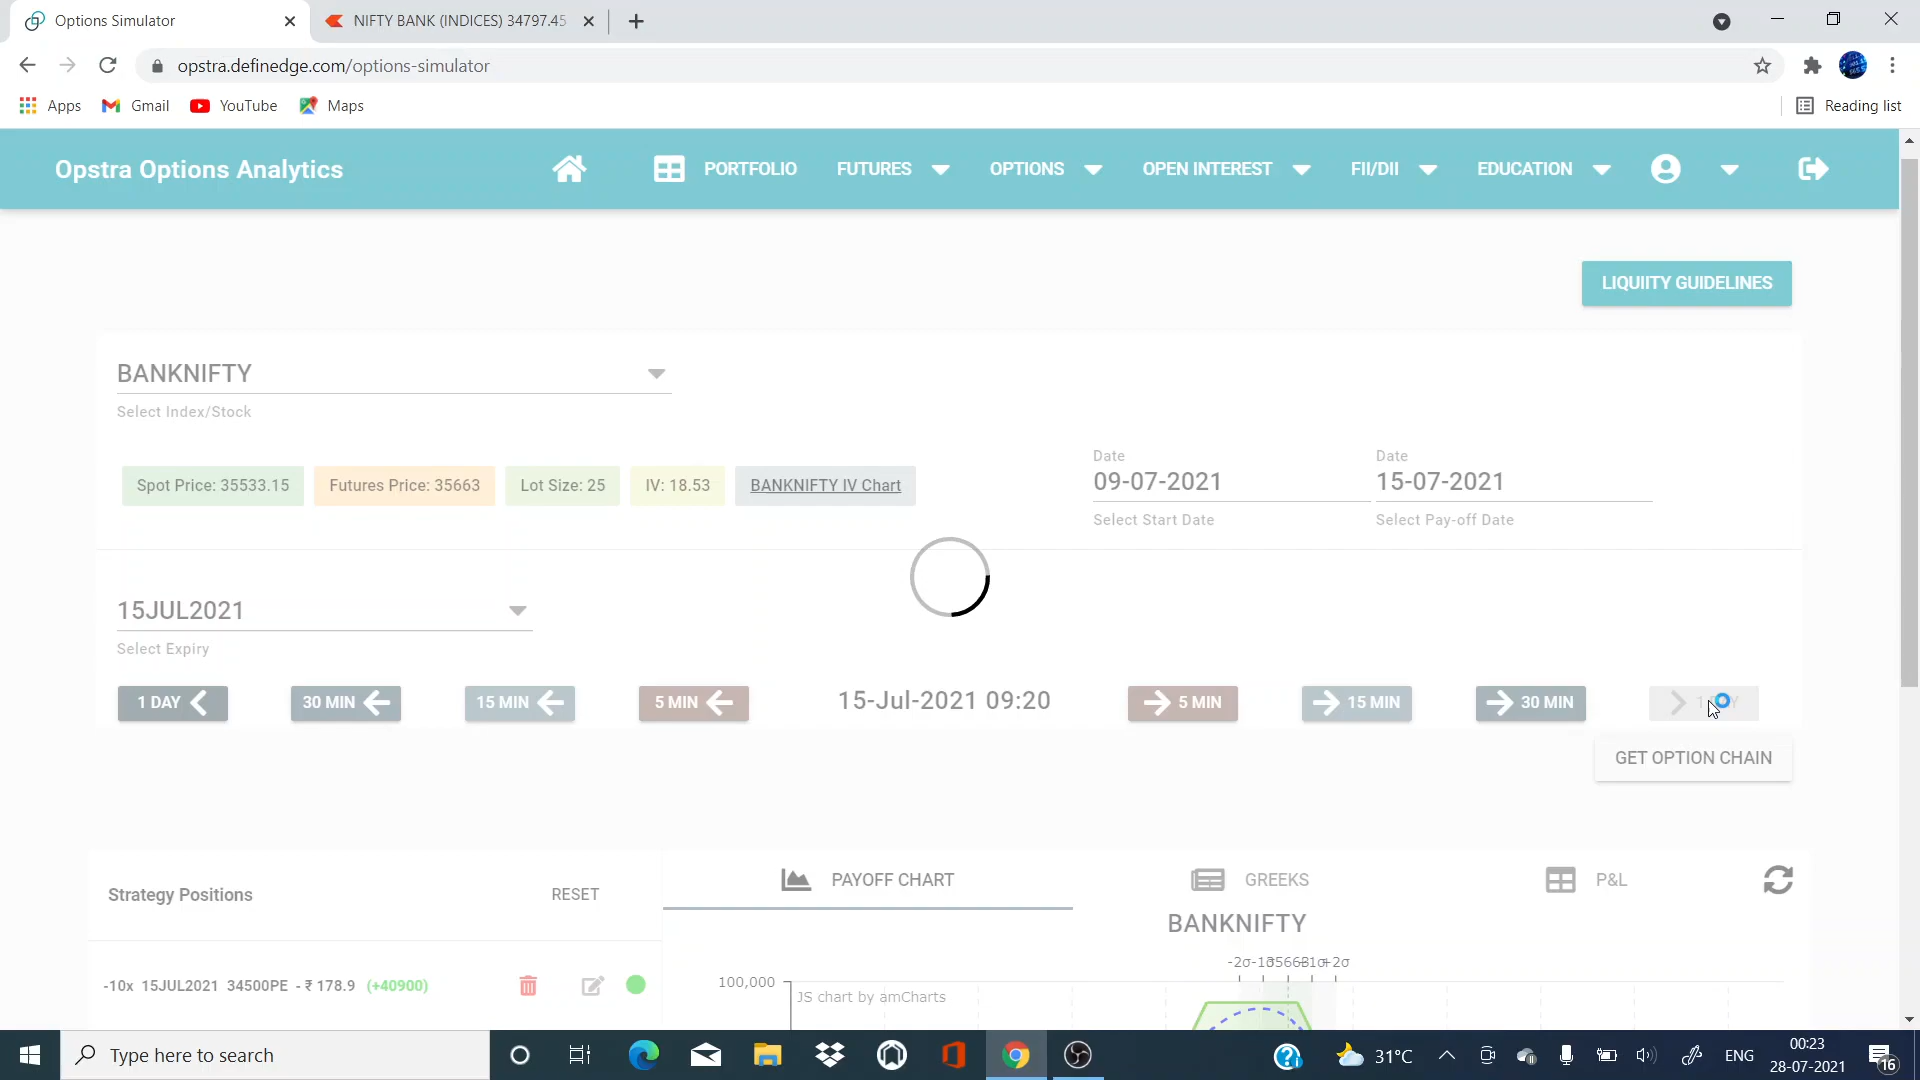 Options Simulator
NIFTY BANK (INDICES) 34797.45
opstra.definedge.com/options-simulator
Apps Gmail YouTube Maps
Reading list
Opstra Options Analytics
PORTFOLIO FUTURES OPTIONS OPEN INTEREST FII/DII EDUCATION
LIQUIITY GUIDELINES
BANKNIFTY
Select Index/Stock
Spot Price: 35533.15 Futures Price: 35663 Lot Size: 25 IV: 18.53 BANKNIFTY IV Chart
Date
09-07-2021
Select Start Date
Date
15-07-2021
Select Pay-off Date
15JUL2021
Select Expiry
1 DAY 30 MIN 15 MIN 5 MIN 15-Jul-2021 09:20 5 MIN 15 MIN 30 MIN
GET OPTION CHAIN
Strategy Positions RESET
PAYOFF CHART GREEKS P&L
BANKNIFTY
-10x 15JUL2021 34500PE - ₹ 178.9 (+40900)
100,000
JS chart by amCharts
Type here to search
31°C
ENG
00:23
28-07-2021
16